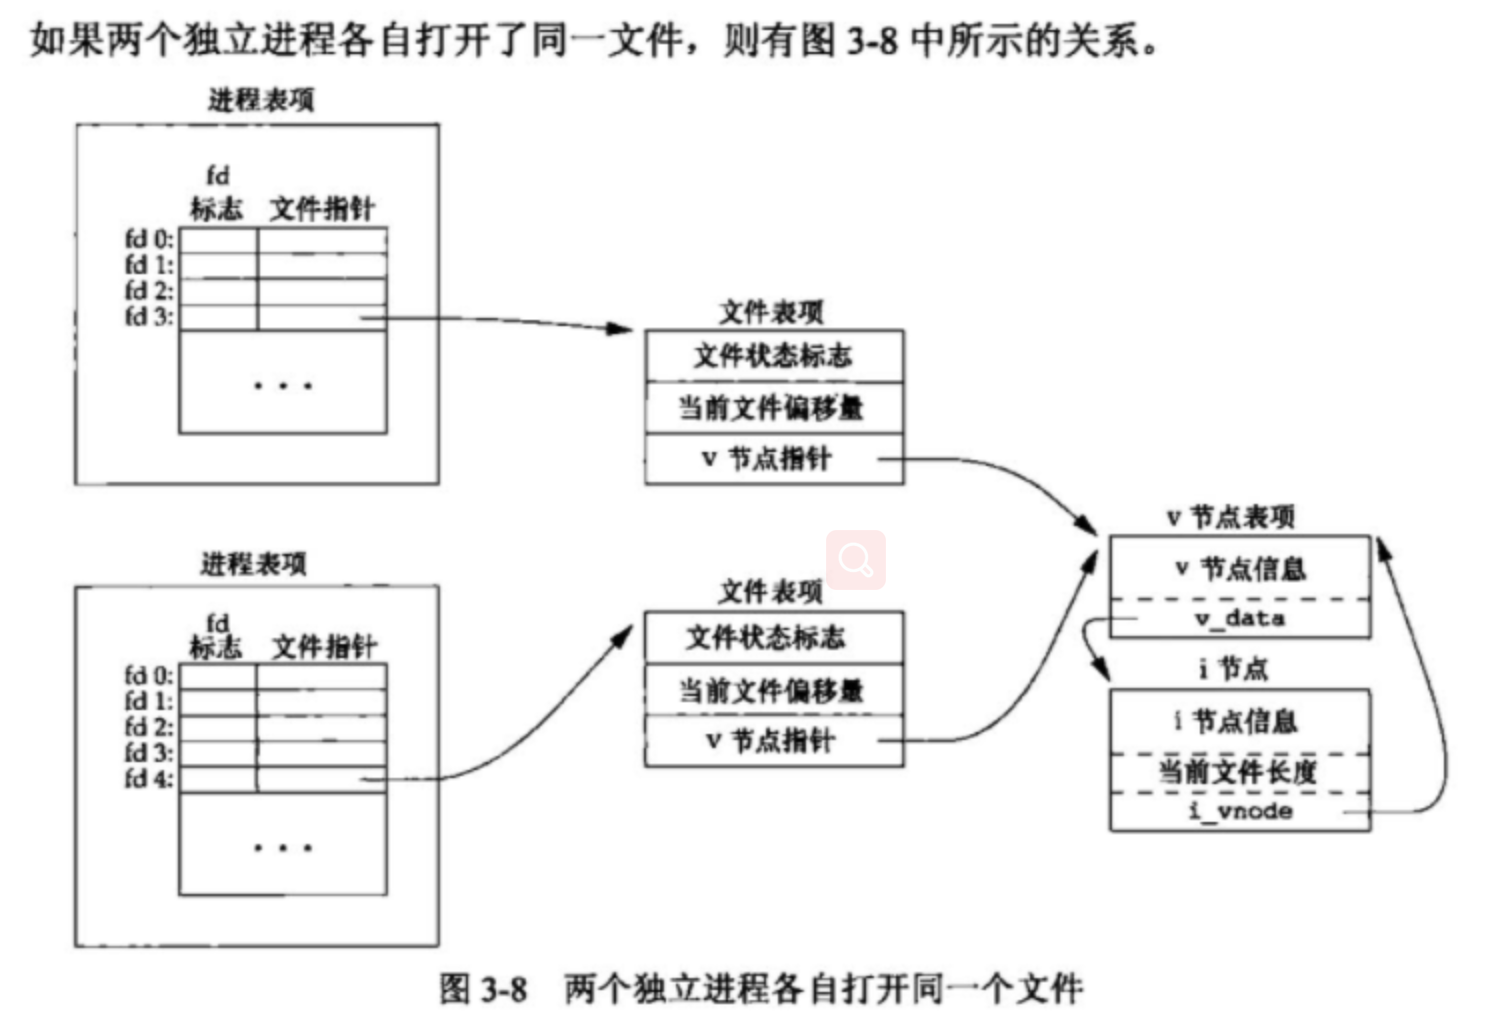 如果两个独立进程各自打开了同一文件，则有图 3-8 中所示的关系。
进程表项
fd
标志 文件指针
fd 0:
fd 1:
fd 2:
fd 3:
...
文件表项
文件状态标志
当前文件偏移量
v 节点指针
进程表项
fd
标志 文件指针
fd 0:
fd 1:
fd 2:
fd 3:
fd 4:
...
文件表项
文件状态标志
当前文件偏移量
v 节点指针
v 节点表项
v 节点信息
v_data
i 节点
i 节点信息
当前文件长度
i_vnode
图 3-8 两个独立进程各自打开同一个文件